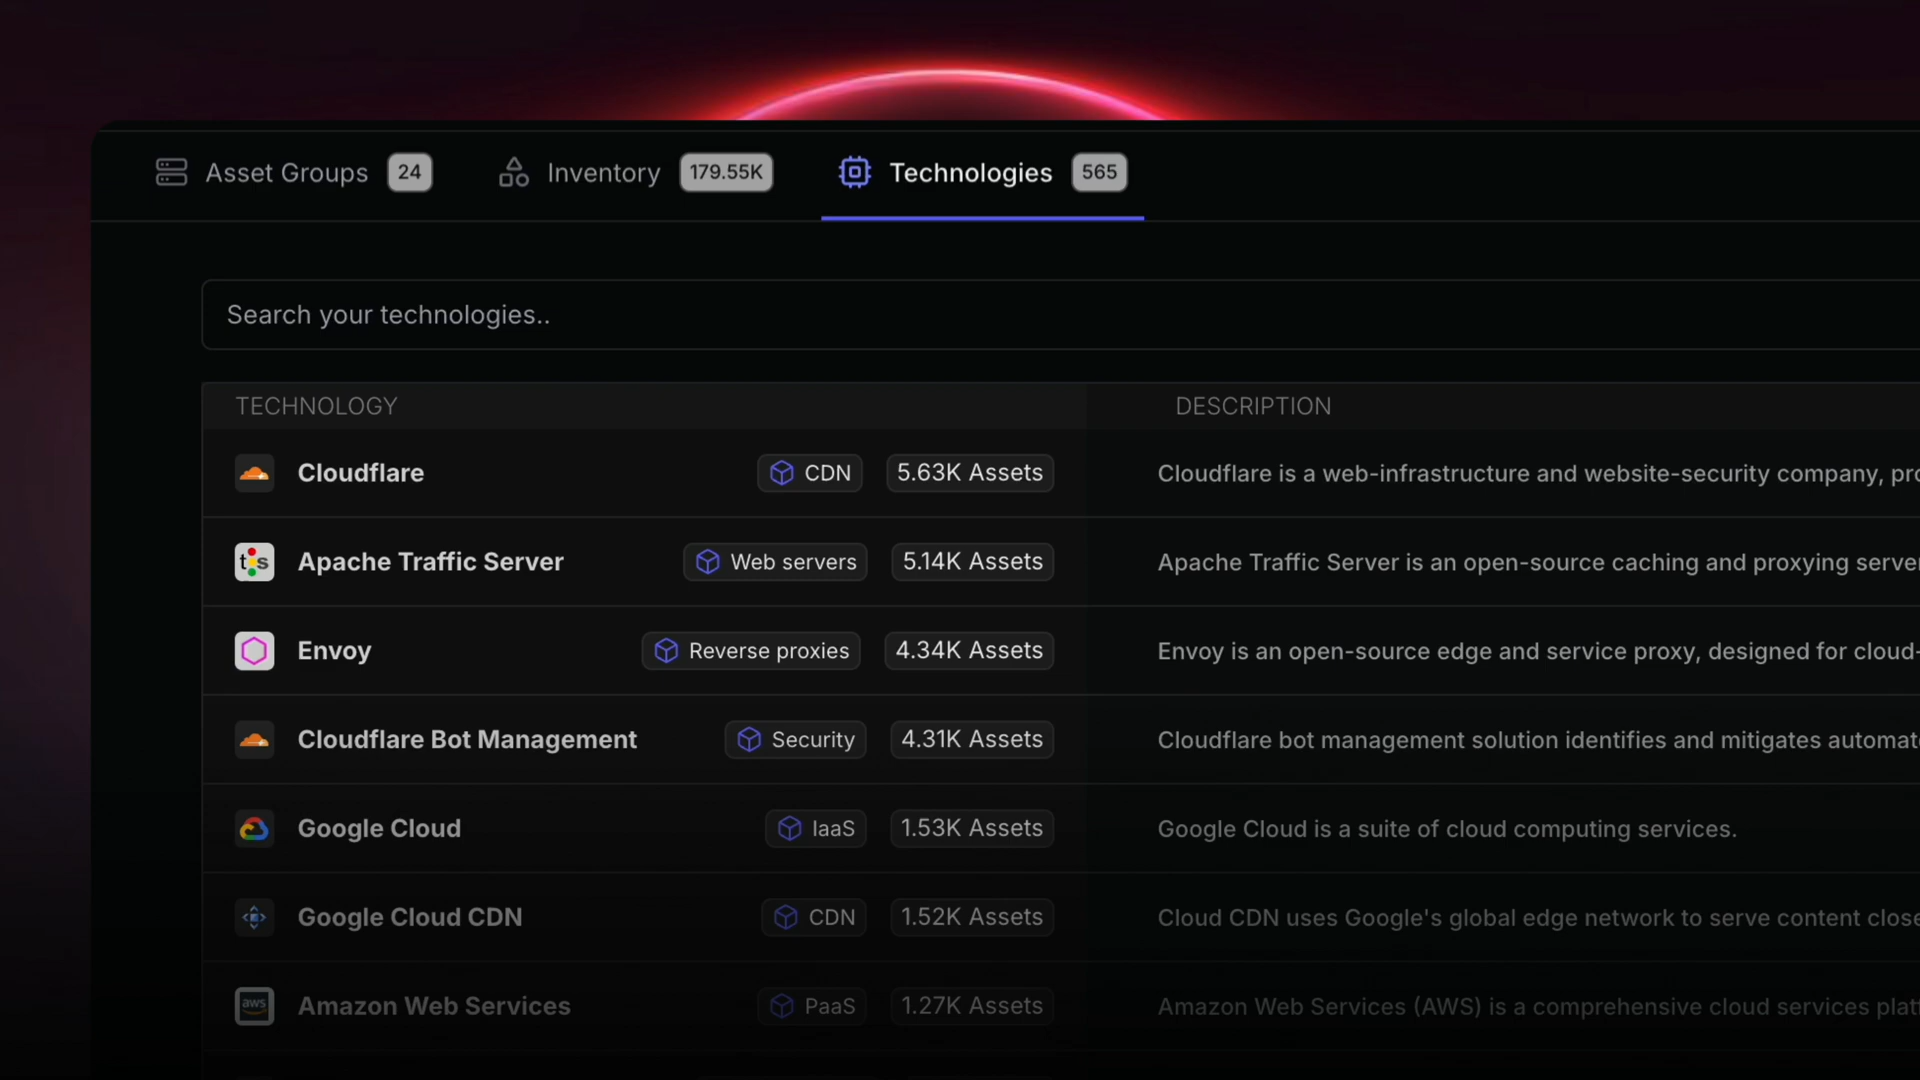 Asset Groups 24 Inventory 179.55K Technologies 565
Search your technologies..
TECHNOLOGY DESCRIPTION
Cloudflare CDN 5.63K Assets Cloudflare is a web-infrastructure and website-security company,
ts Apache Traffic Server Web servers 5.14K Assets Apache Traffic Server is an open-source caching and proxying
Envoy Reverse proxies 4.34K Assets Envoy is an open-source edge and service proxy, designed for cloud-
Cloudflare Bot Management Security 4.31K Assets Cloudflare bot management solution identifies and mitigates
Google Cloud IaaS 1.53K Assets Google Cloud is a suite of cloud computing services.
Google Cloud CDN CDN 1.52K Assets Cloud CDN uses Google's global edge network to serve content
aws Amazon Web Services PaaS 1.27K Assets Amazon Web Services (AWS) is a comprehensive cloud services